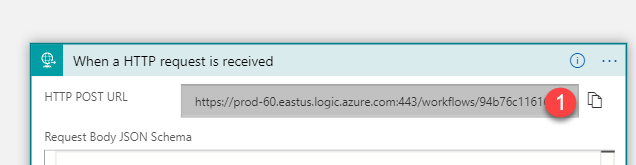 When a HTTP request is received
HTTP POST URL
https://prod-60.eastus.logic.azure.com:443/workflows/94b76c1161
1
Request Body JSON Schema